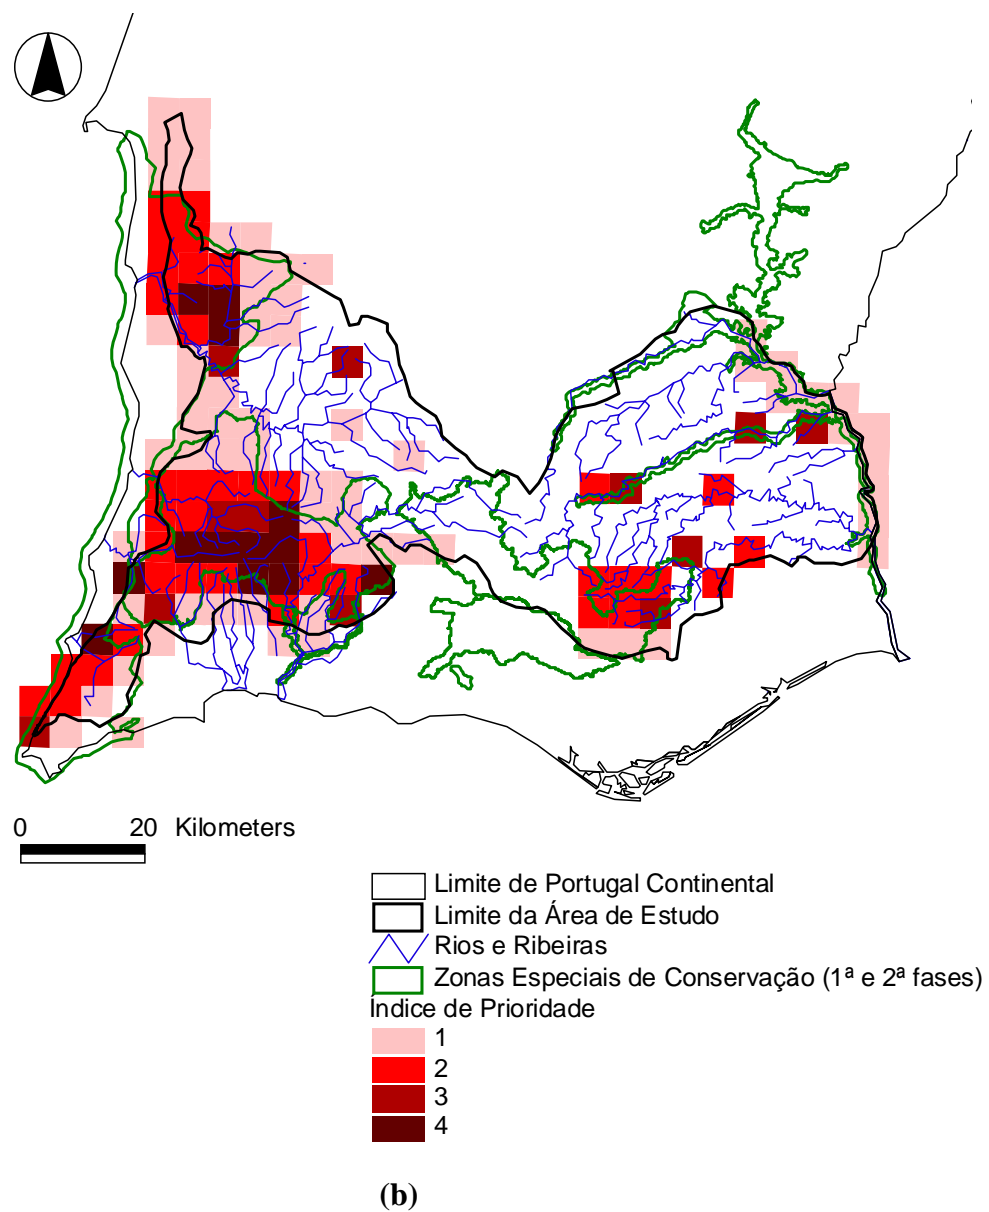 0 20 Kilometers
Limite de Portugal Continental
Limite da Área de Estudo
Rios e Ribeiras
Zonas Especiais de Conservação (1ª e 2ª fases)
Índice de Prioridade
1
2
3
4
(b)